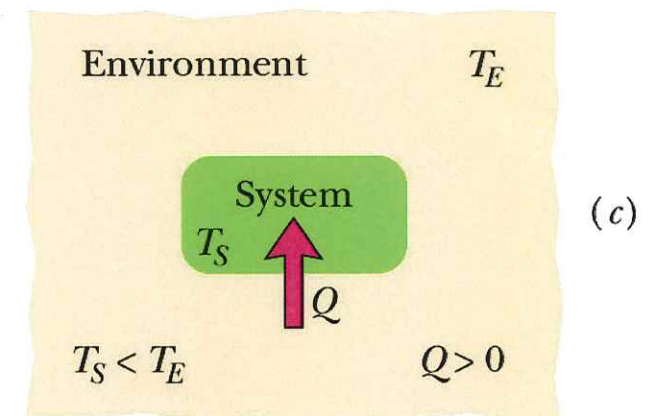 Environment T_E
System
(c)
T_S
Q
T_S < T_E Q > 0